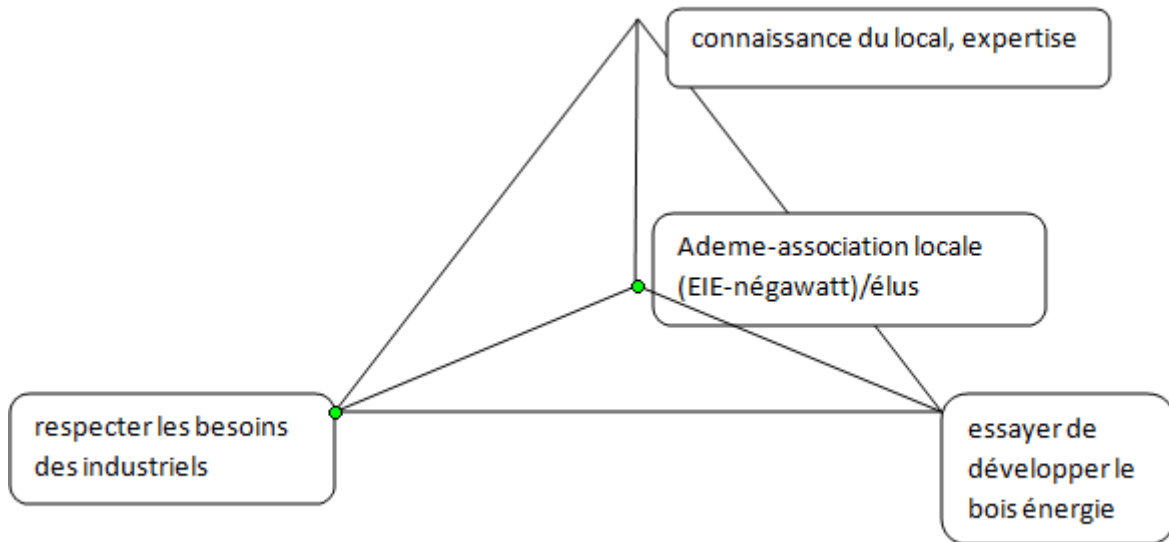 connaissance du local, expertise
Ademe-association locale
(EIE-négawatt)/élus
respecter les besoins
des industriels
essayer de
développer le
bois énergie